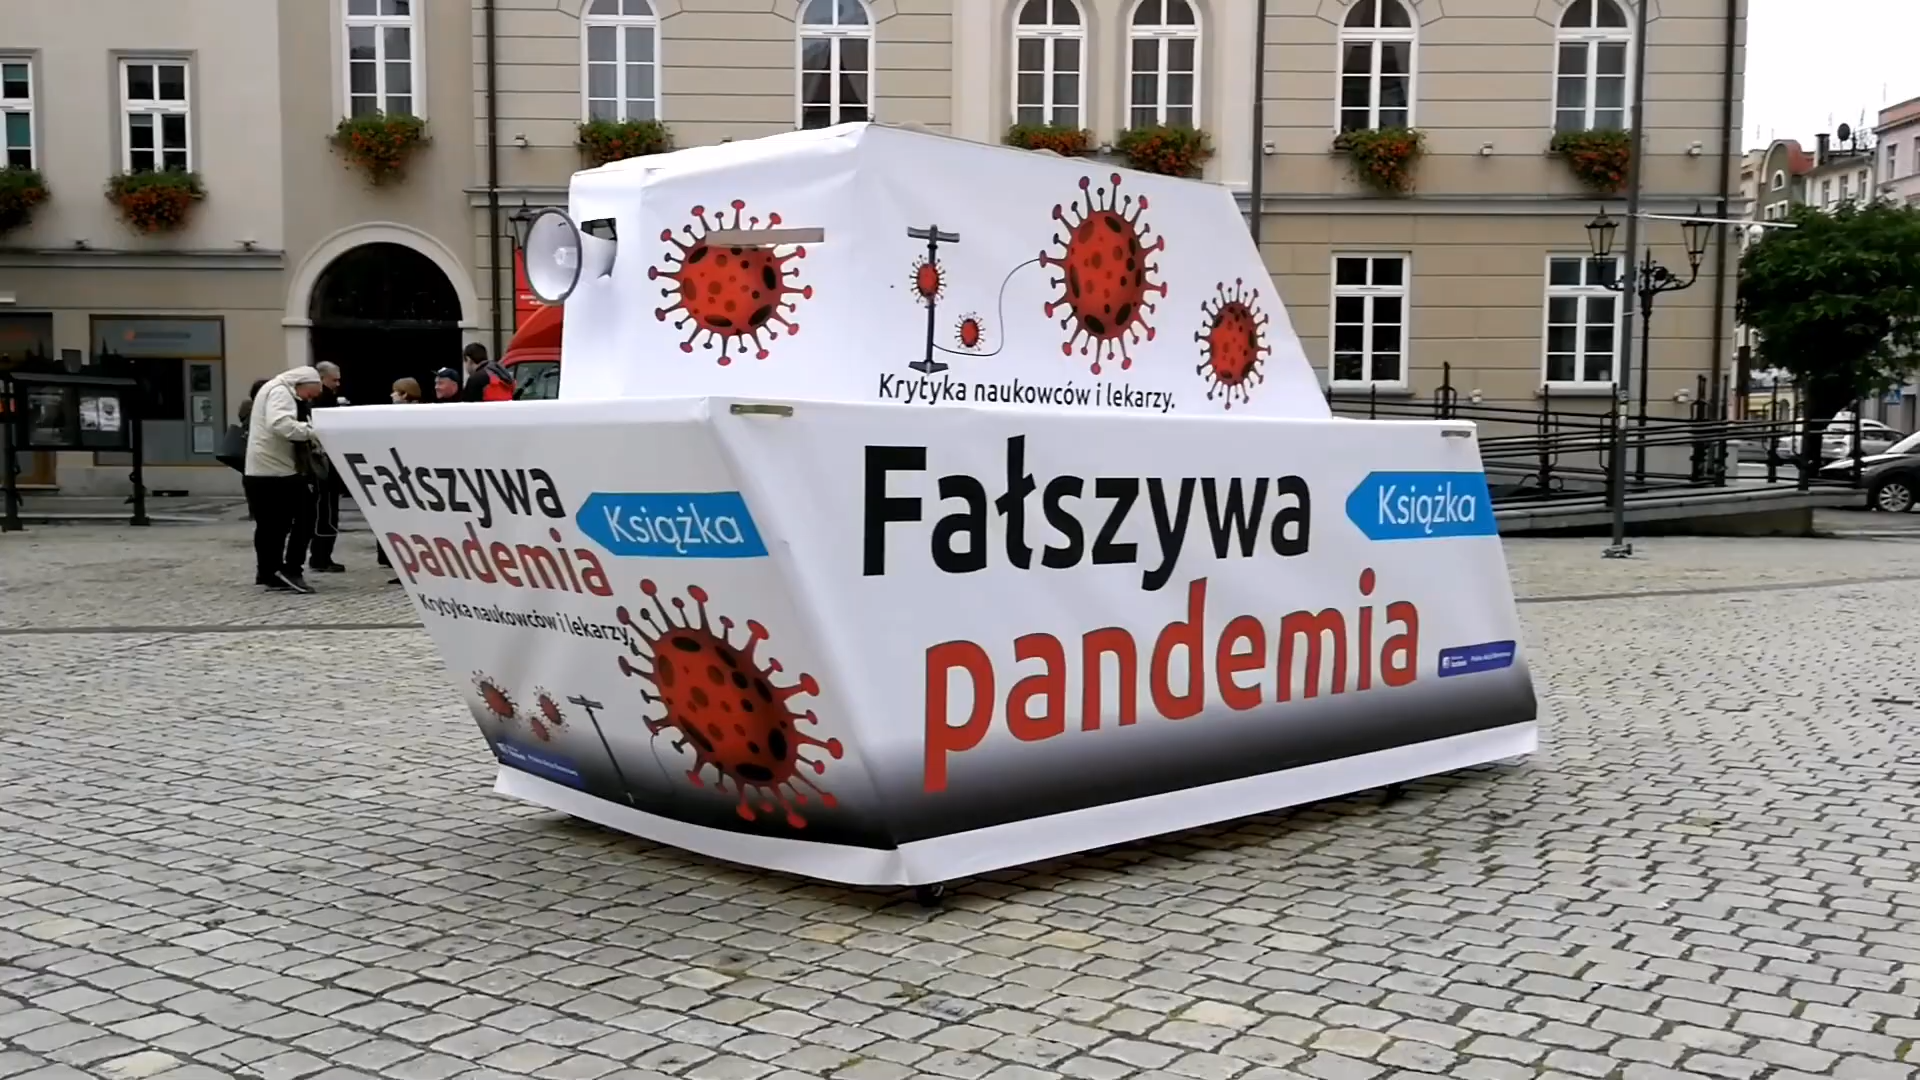 Krytyka naukowców i lekarzy.
Fałszywa
pandemia
Książka
Krytyka naukowców i lekarzy.
Fałszywa
pandemia
Książka